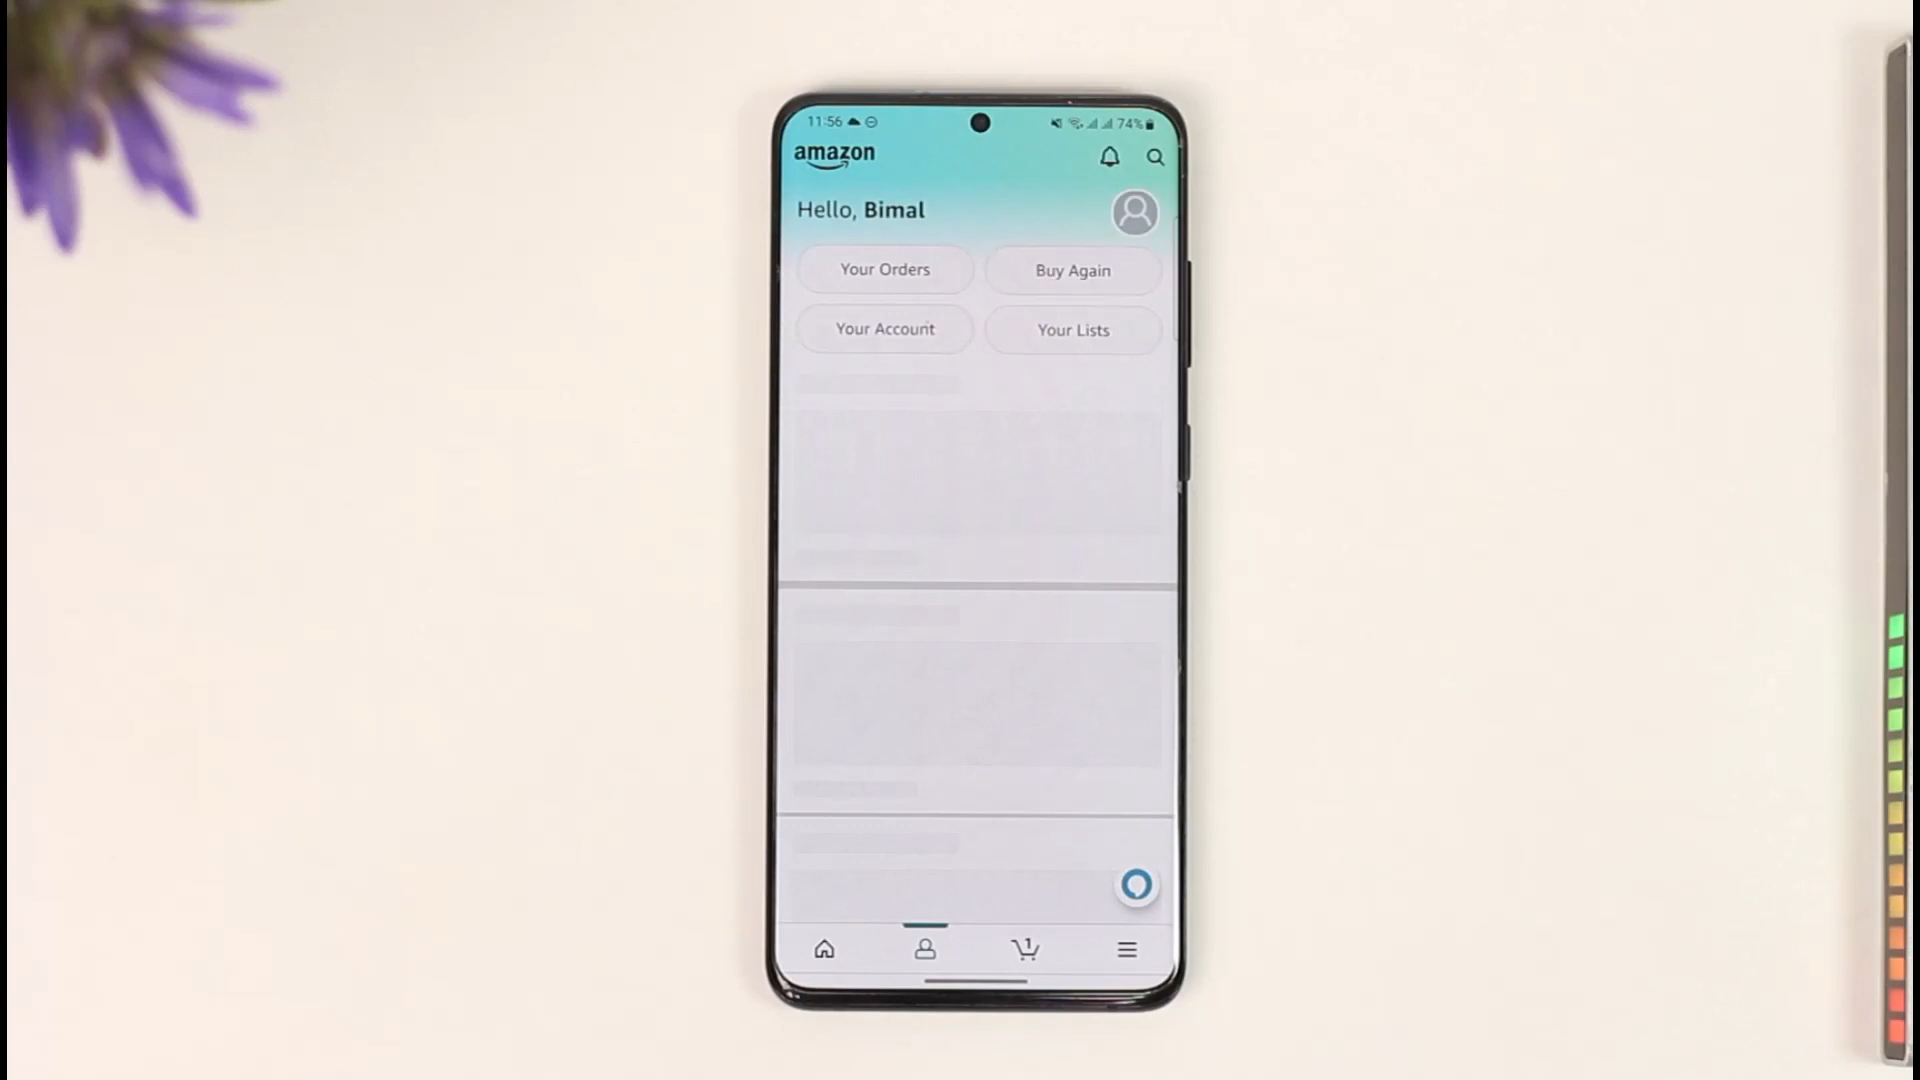 11:56 74%
amazon
Hello, Bimal
Your Orders Buy Again
Your Account Your Lists
1